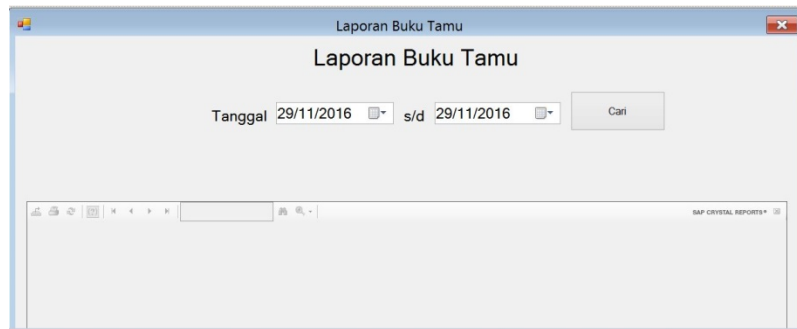 Laporan Buku Tamu
Laporan Buku Tamu
Tanggal 29/11/2016 s/d 29/11/2016 Cari
SAP CRYSTAL REPORTS®